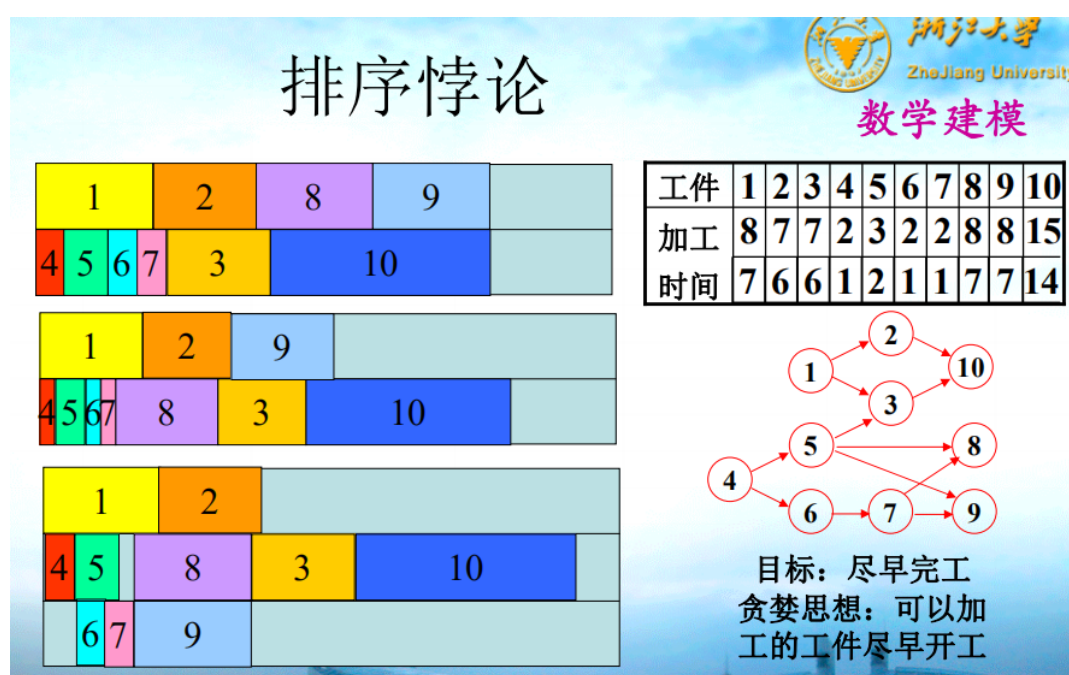 浙江大学
ZheJiang University
排序悖论
数学建模
1 2 8 9
4 5 6 7 3 10
工件 1 2 3 4 5 6 7 8 9 10
加工 8 7 7 2 3 2 2 8 8 15
时间 7 6 6 1 2 1 1 7 7 14
1 2 9
4 5 6 7 8 3 10
1 2
4 5 8 3 10
6 7 9
2
1 10
3
5 8
4
6 7 9
目标：尽早完工
贪婪思想：可以加
工的工件尽早开工